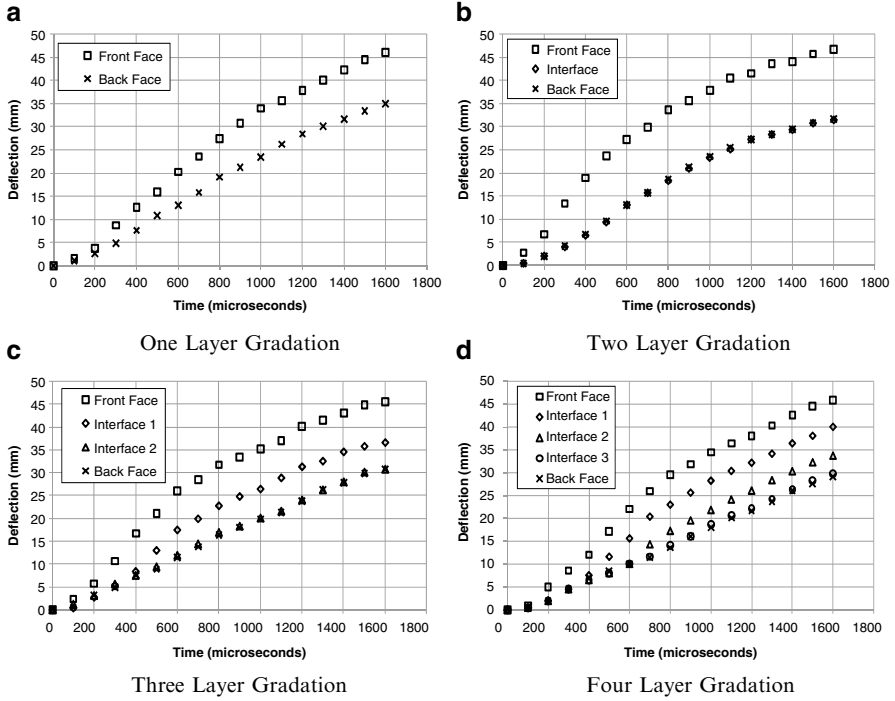 a
50
45
40
35
30
25
20
15
10
5
0
Deflection (mm)
Front Face
Back Face
0 200 400 600 800 1000 1200 1400 1600 1800
Time (microseconds)
One Layer Gradation
b
50
45
40
35
30
25
20
15
10
5
0
Deflection (mm)
Front Face
Interface
Back Face
0 200 400 600 800 1000 1200 1400 1600 1800
Time (microseconds)
Two Layer Gradation
c
50
45
40
35
30
25
20
15
10
5
0
Deflection (mm)
Front Face
Interface 1
Interface 2
Back Face
0 200 400 600 800 1000 1200 1400 1600 1800
Time (microseconds)
Three Layer Gradation
d
50
45
40
35
30
25
20
15
10
5
0
Deflection (mm)
Front Face
Interface 1
Interface 2
Interface 3
Back Face
0 200 400 600 800 1000 1200 1400 1600 1800
Time (microseconds)
Four Layer Gradation